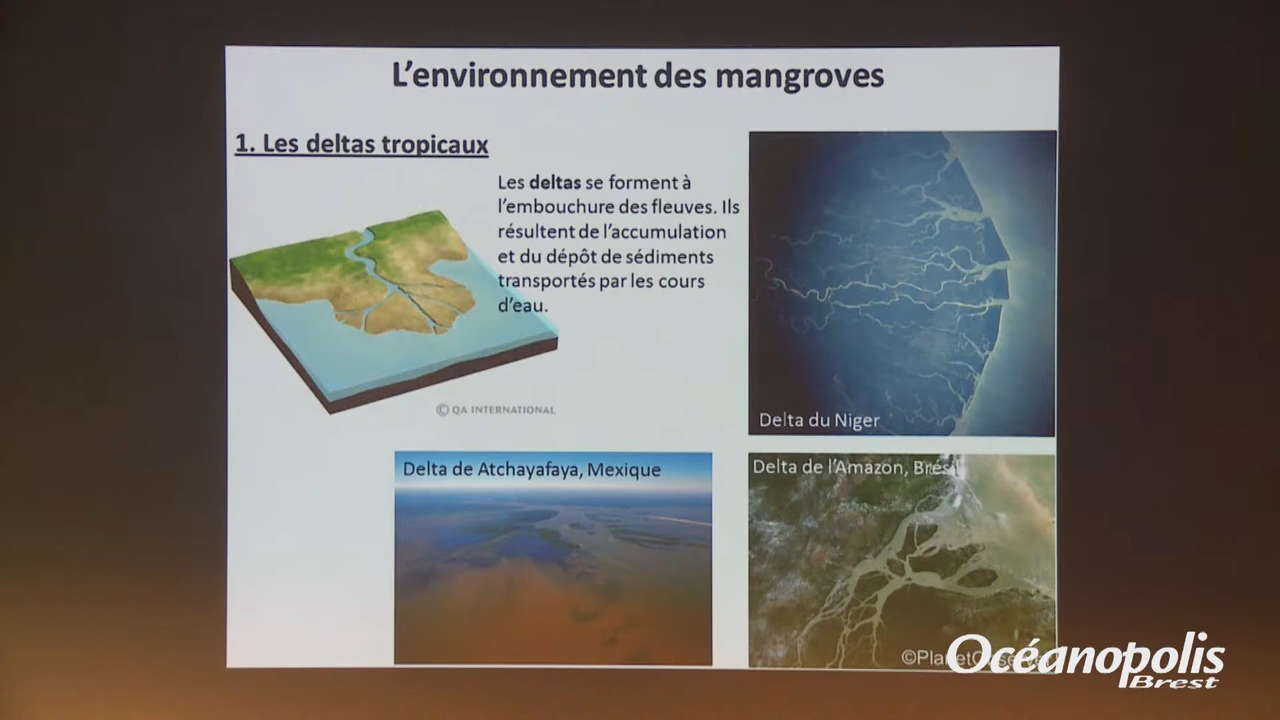 L'environnement des mangroves
1. Les deltas tropicaux
Les deltas se forment à
l'embouchure des fleuves. Ils
résultent de l'accumulation
et du dépôt de sédiments
transportés par les cours
d'eau.
© QA INTERNATIONAL
Delta du Niger
Delta de Atchayafaya, Mexique
Delta de l'Amazon, Brésil
Océanopolis
Brest